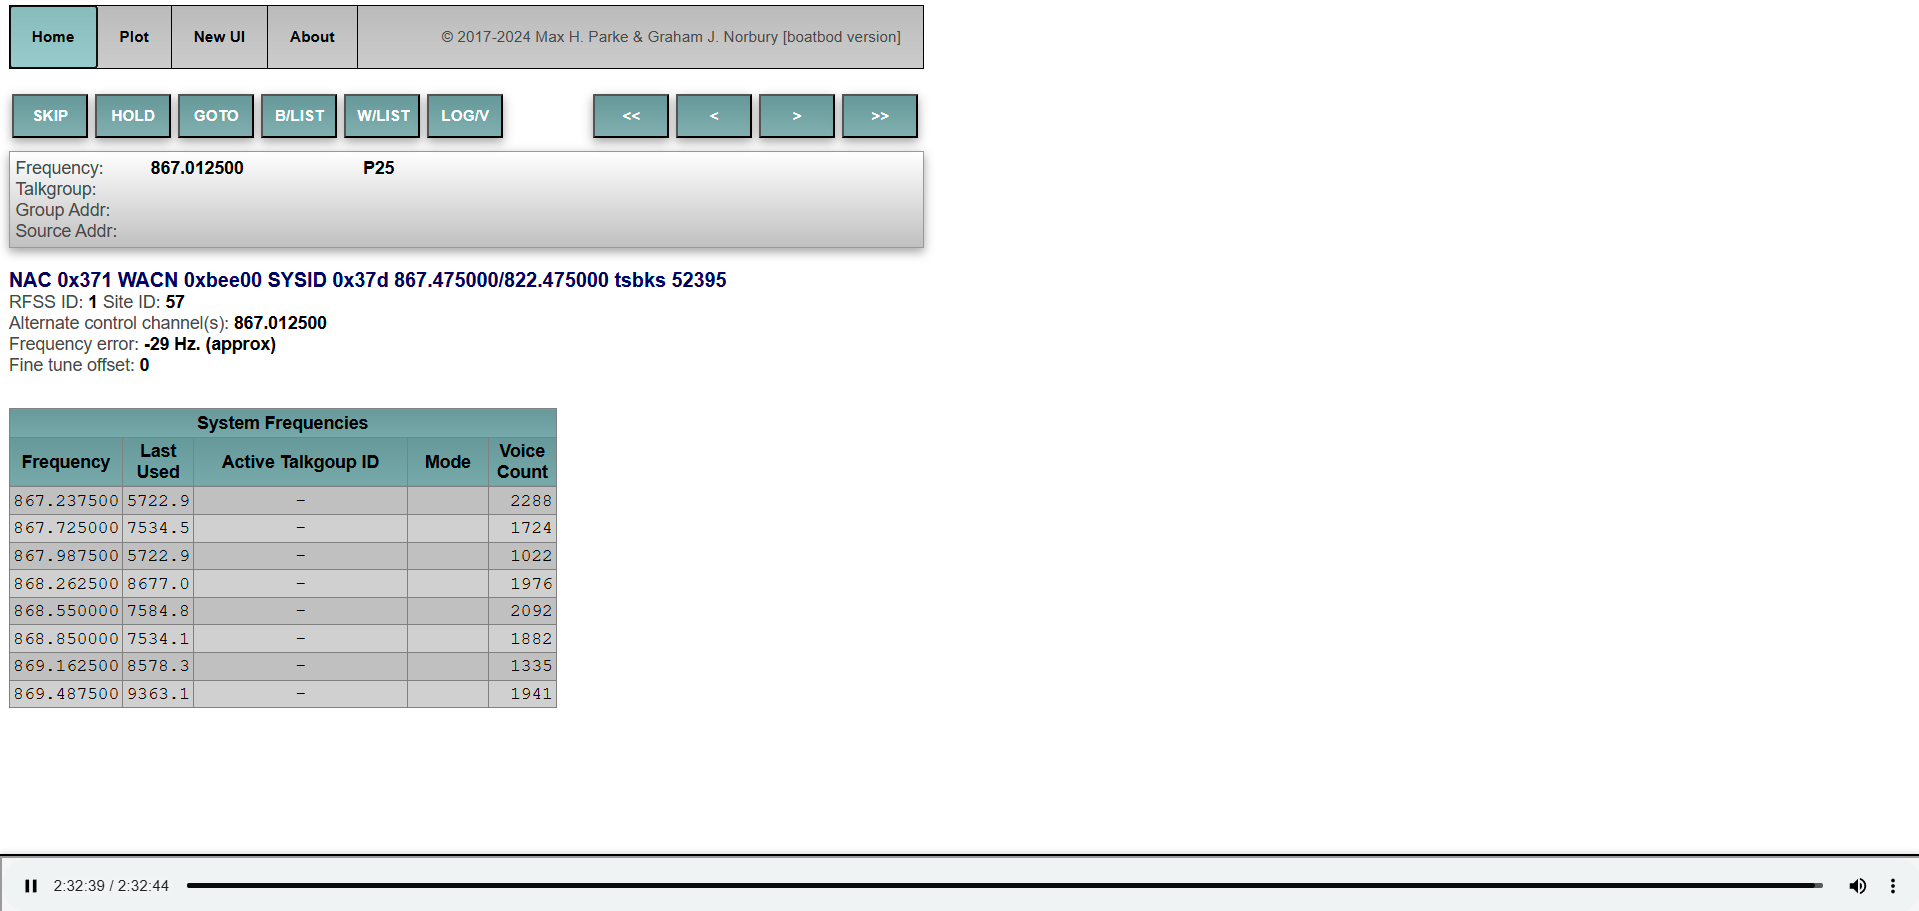 Home Plot New UI About © 2017-2024 Max H. Parke & Graham J. Norbury [boatbod version]
SKIP HOLD GOTO B/LIST W/LIST LOG/V << < > >>
Frequency: 867.012500 P25
Talkgroup:
Group Addr:
Source Addr:
NAC 0x371 WACN 0xbee00 SYSID 0x37d 867.475000/822.475000 tsbks 52395
RFSS ID: 1 Site ID: 57
Alternate control channel(s): 867.012500
Frequency error: -29 Hz. (approx)
Fine tune offset: 0
System Frequencies
Frequency Last Used Active Talkgoup ID Mode Voice Count
867.237500 5722.9 - 2288
867.725000 7534.5 - 1724
867.987500 5722.9 - 1022
868.262500 8677.0 - 1976
868.550000 7584.8 - 2092
868.850000 7534.1 - 1882
869.162500 8578.3 - 1335
869.487500 9363.1 - 1941
2:32:39 / 2:32:44